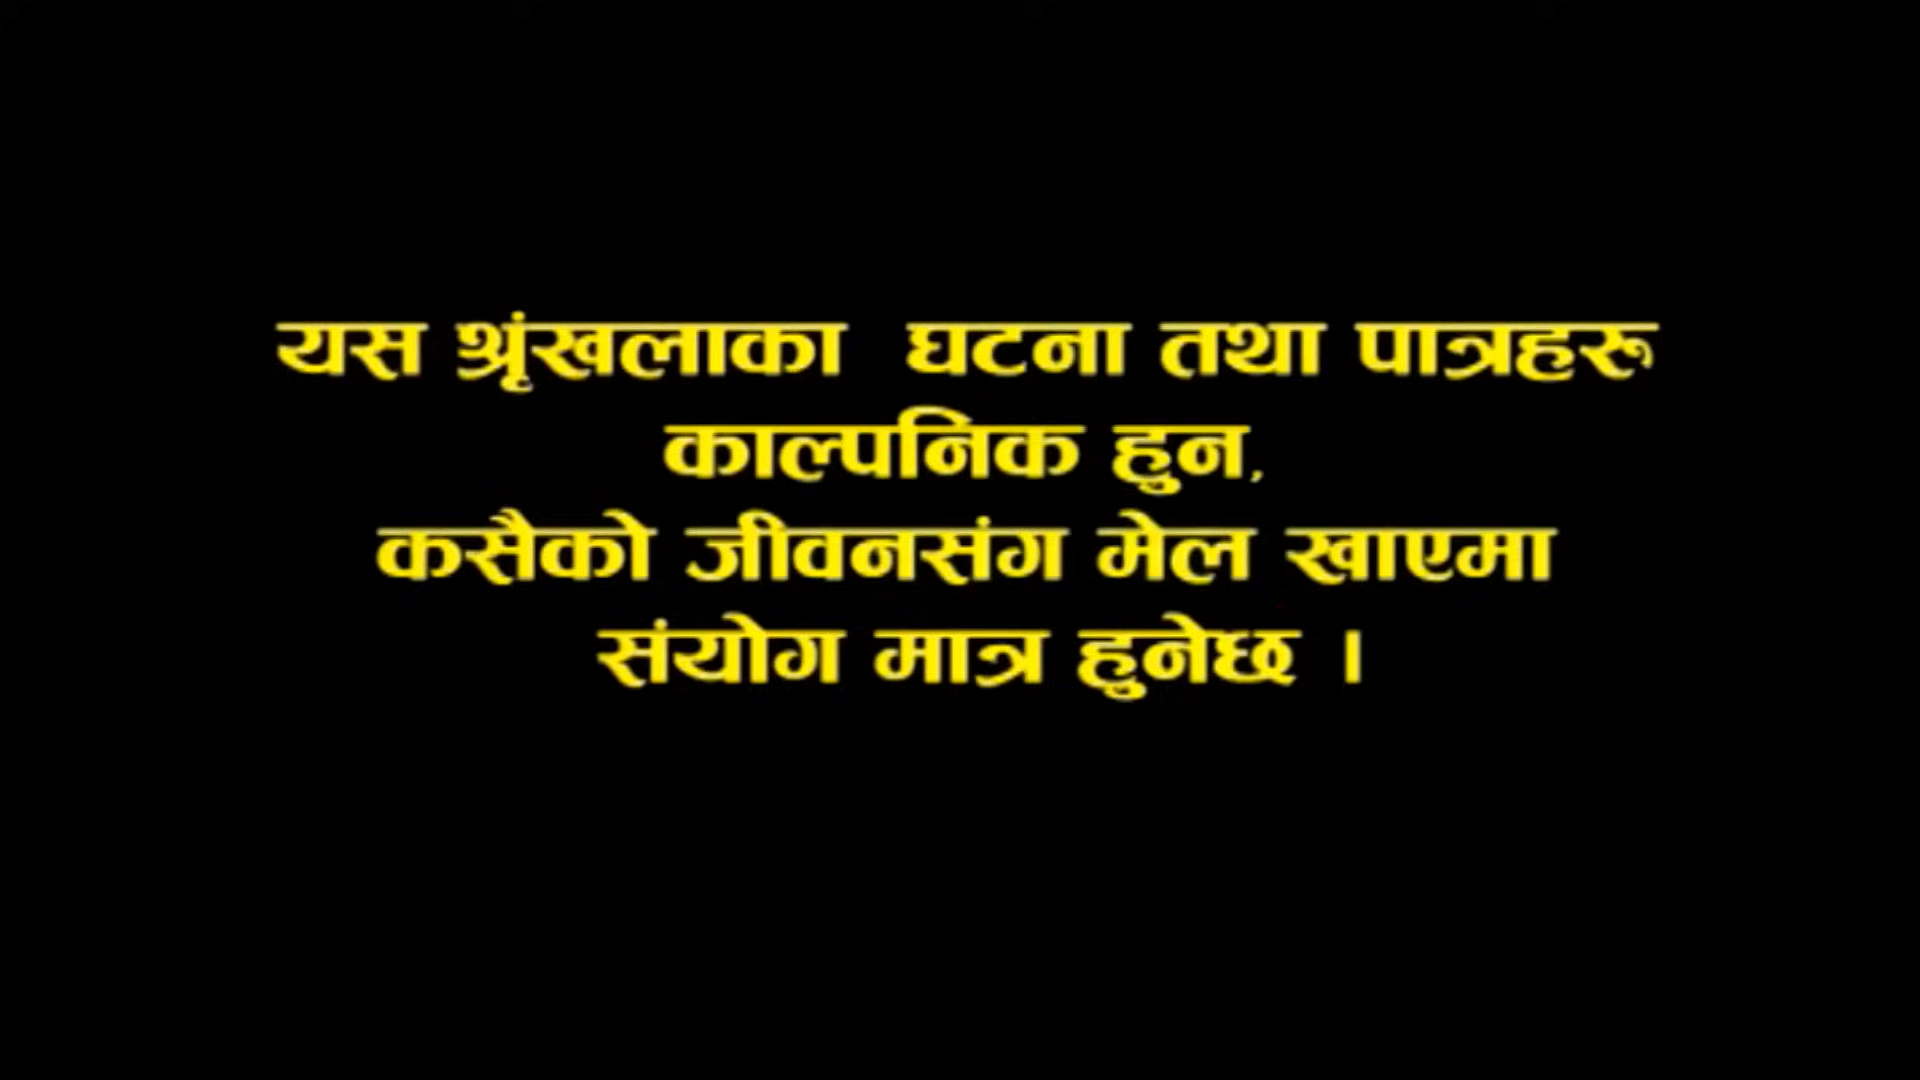 यस श्रृंखलाका घटना तथा पात्रहरू
काल्पनिक हुन,
कसैको जीवनसंग मेल खाएमा
संयोग मात्र हुनेछ ।